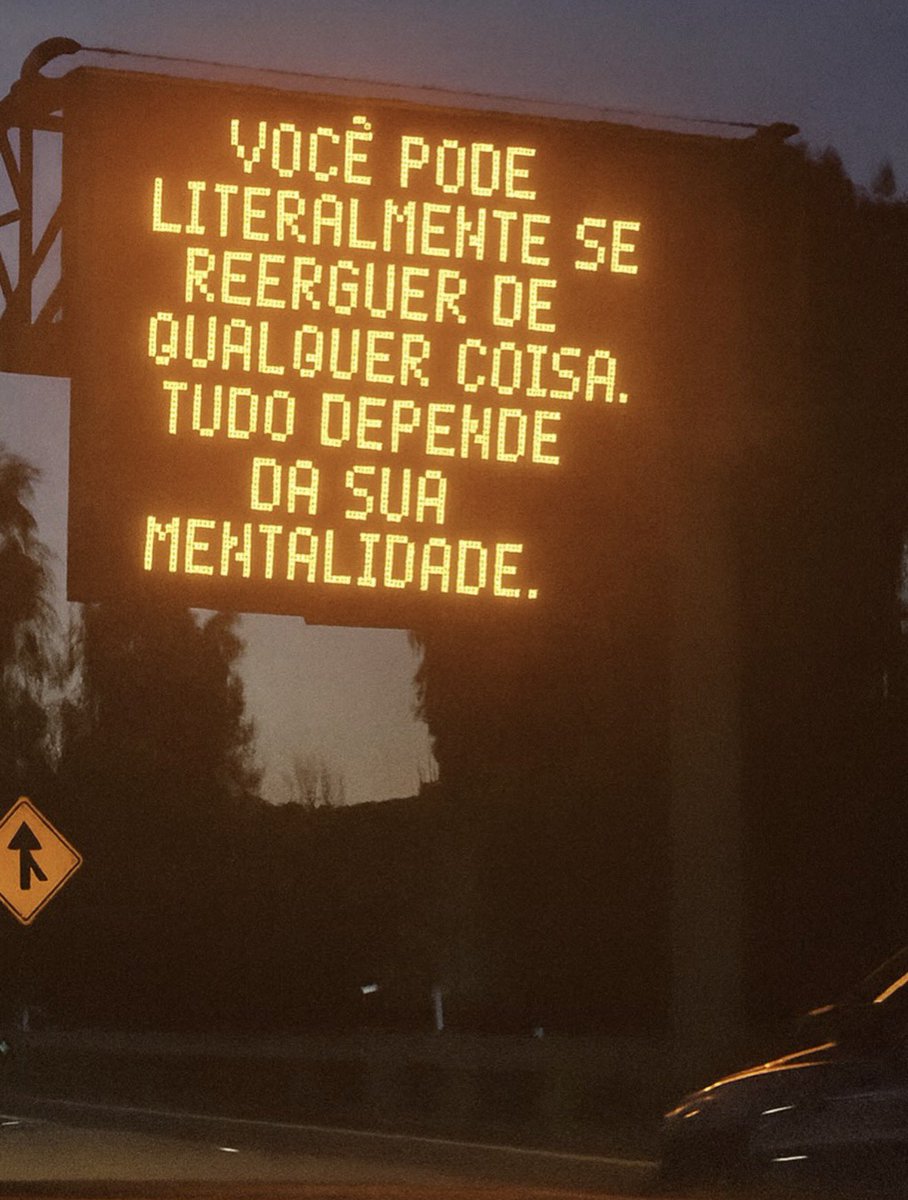 VOCÊ PODE
LITERALMENTE SE
REERGUER DE
QUALQUER COISA.
TUDO DEPENDE
DA SUA
MENTALIDADE.